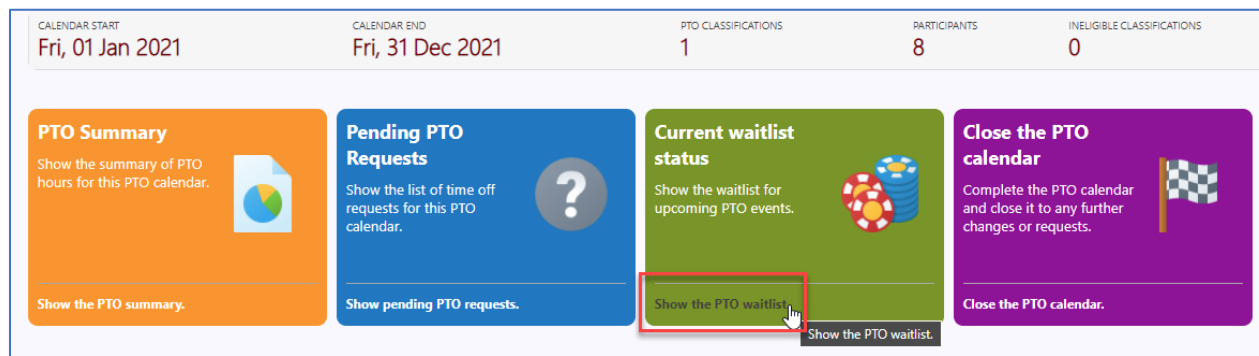 CALENDAR START
Fri, 01 Jan 2021
CALENDAR END
Fri, 31 Dec 2021
PTO CLASSIFICATIONS
1
PARTICIPANTS
8
INELIGIBLE CLASSIFICATIONS
0
PTO Summary
Show the summary of PTO
hours for this PTO calendar.
Show the PTO summary.
Pending PTO
Requests
Show the list of time off
requests for this PTO
calendar.
?
Show pending PTO requests.
Current waitlist
status
Show the waitlist for
upcoming PTO events.
Show the PTO waitlist.
Show the PTO waitlist.
Close the PTO
calendar
Complete the PTO calendar
and close it to any further
changes or requests.
Close the PTO calendar.